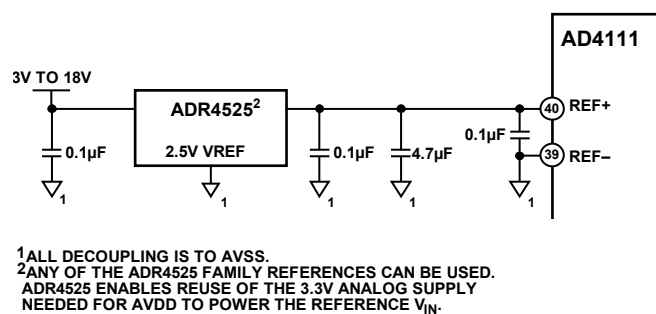 AD4111
3V TO 18V
ADR4525²
2.5V VREF
0.1µF
0.1µF
4.7µF
0.1µF
40 REF+
39 REF–
1
1
1
1
1
¹ALL DECOUPLING IS TO AVSS.
²ANY OF THE ADR4525 FAMILY REFERENCES CAN BE USED.
ADR4525 ENABLES REUSE OF THE 3.3V ANALOG SUPPLY
NEEDED FOR AVDD TO POWER THE REFERENCE VIN.